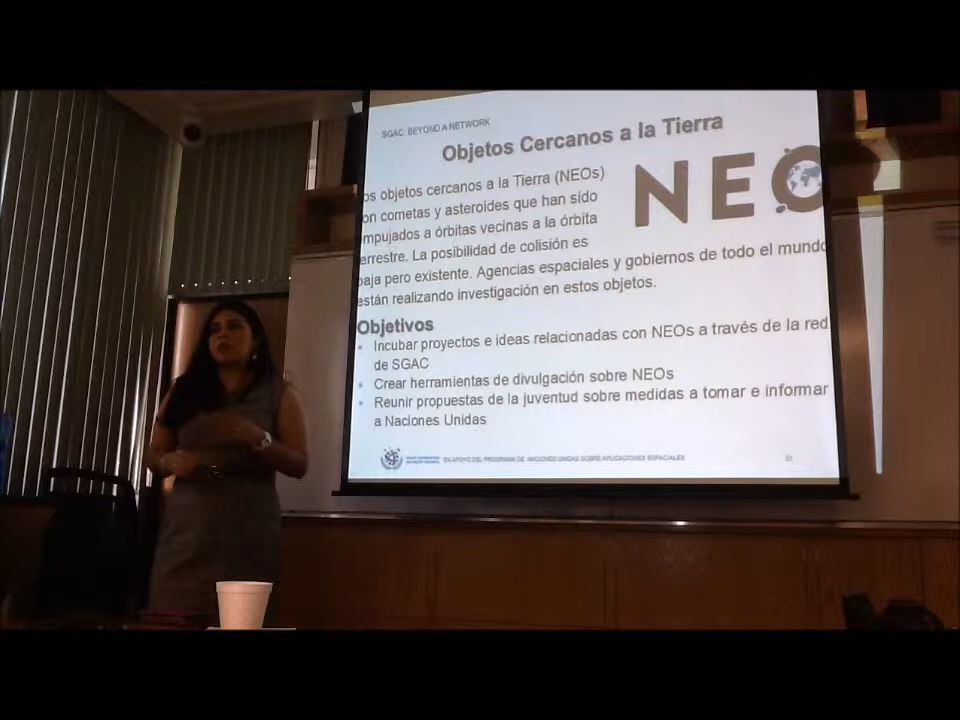 SGAC: BEYOND A NETWORK
Objetos Cercanos a la Tierra
NEO
os objetos cercanos a la Tierra (NEOs)
on cometas y asteroides que han sido
mpujados a órbitas vecinas a la órbita
errestre. La posibilidad de colisión es
baja pero existente. Agencias espaciales y gobiernos de todo el mundo
están realizando investigación en estos objetos.
Objetivos
• Incubar proyectos e ideas relacionadas con NEOs a través de la red
de SGAC
• Crear herramientas de divulgación sobre NEOs
• Reunir propuestas de la juventud sobre medidas a tomar e informar
a Naciones Unidas
SPACE GENERATION
ADVISORY COUNCIL
EN APOYO DEL PROGRAMA DE NACIONES UNIDAS SOBRE APLICACIONES ESPACIALES